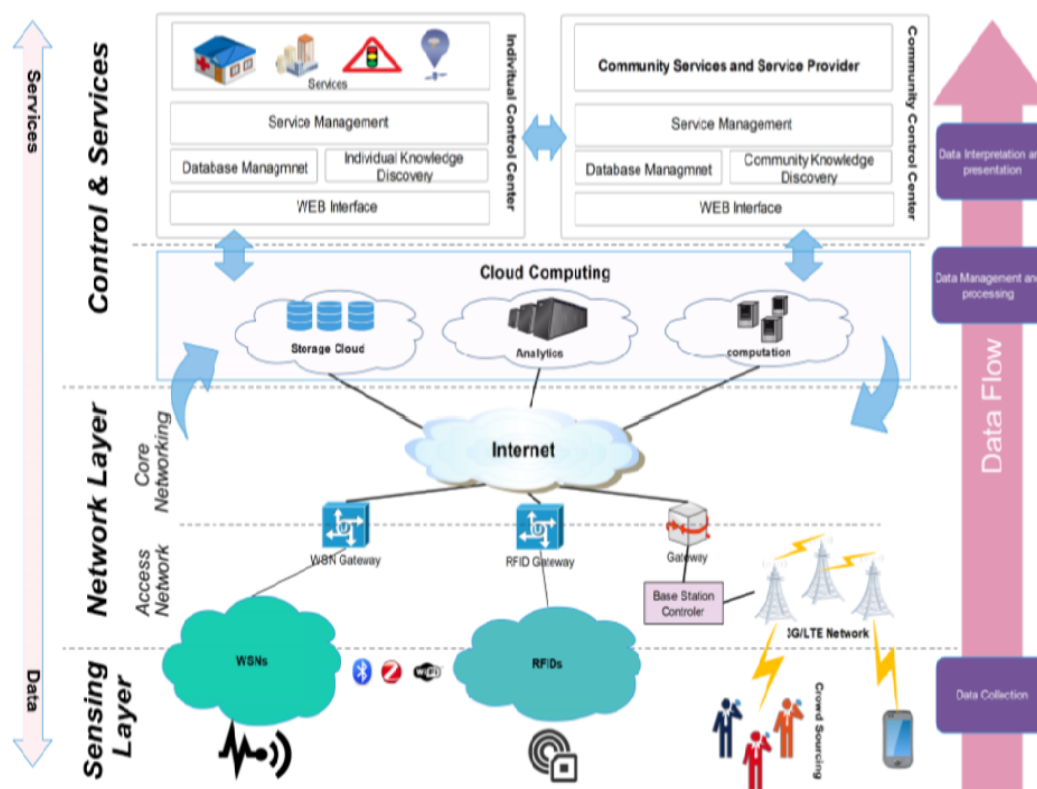 Services
Data
Control & Services
Network Layer
Core
Networking
Access
Network
Sensing
Layer
Services
Service Management
Database Managmnet
Individual Knowledge
Discovery
WEB Interface
Indivitual Control Center
Community Services and Service Provider
Service Management
Database Managmnet
Community Knowledge
Discovery
WEB Interface
Community Control Center
Cloud Computing
Storage Cloud
Analytics
computation
Internet
WSN Gateway
RFID Gateway
Gateway
Base Station
Controler
3G/LTE Network
WSNs
RFIDs
Crowd Sourcing
Data Interpretation and
presentation
Data Management and
processing
Data Flow
Data Collection